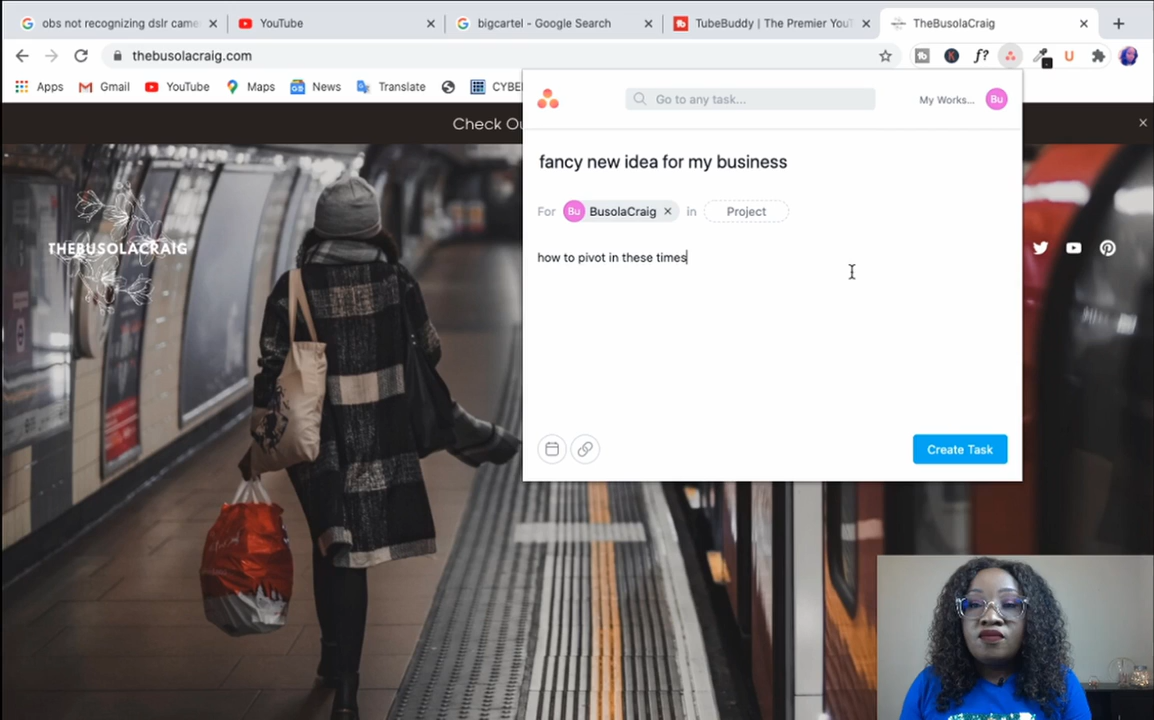 obs not recognizing dslr came
YouTube
bigcartel - Google Search
TubeBuddy | The Premier You
TheBusolaCraig
thebusolacraig.com
f?
U
Apps
Gmail
YouTube
Maps
News
Translate
CYBE
Check Ou
Go to any task...
My Works...
Bu
fancy new idea for my business
For
Bu
BusolaCraig
in
Project
how to pivot in these times
THEBUSOLACRAIG
Create Task